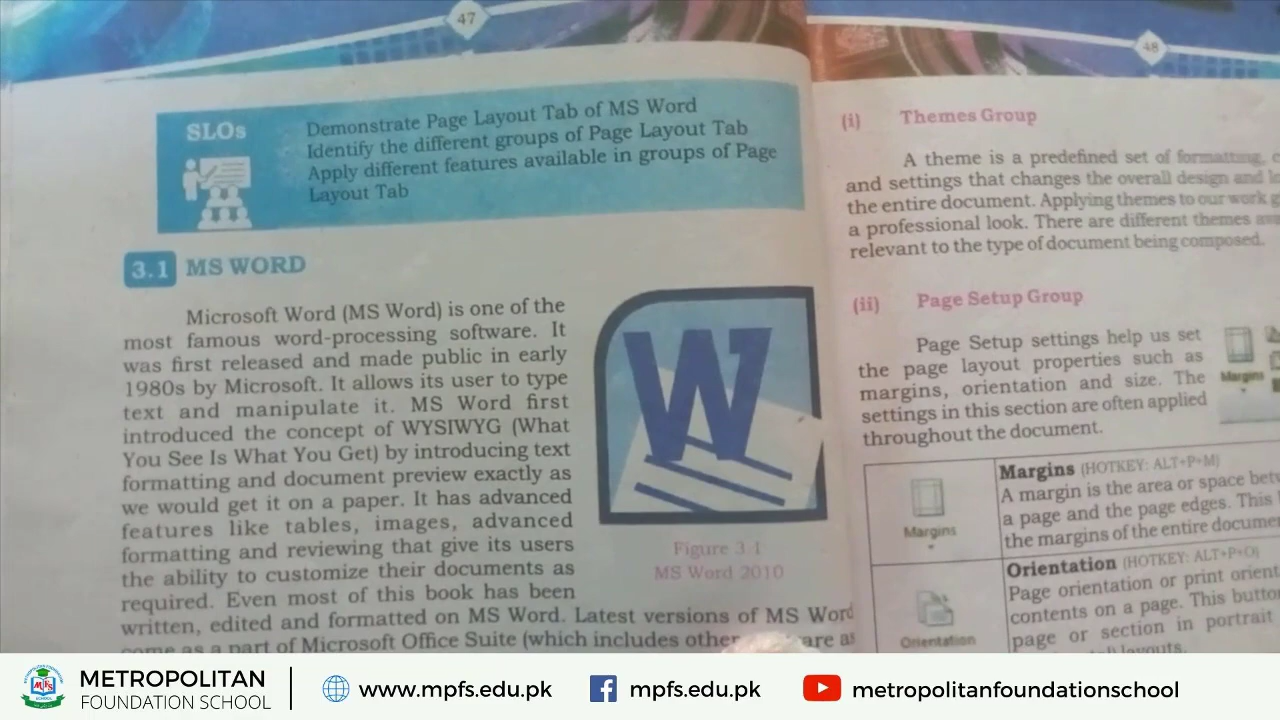 47
SLOs
Demonstrate Page Layout Tab of MS Word
Identify the different groups of Page Layout Tab
Apply different features available in groups of Page
Layout Tab
3.1 MS WORD
Microsoft Word (MS Word) is one of the
most famous word-processing software. It
was first released and made public in early
1980s by Microsoft. It allows its user to type
text and manipulate it. MS Word first
introduced the concept of WYSIWYG (What
You See Is What You Get) by introducing text
formatting and document preview exactly as
we would get it on a paper. It has advanced
features like tables, images, advanced
formatting and reviewing that give its users
the ability to customize their documents as
required. Even most of this book has been
written, edited and formatted on MS Word. Latest versions of MS Word
come as a part of Microsoft Office Suite (which includes other
W
Figure 3.1
MS Word 2010
48
(i) Themes Group
A theme is a predefined set of formatting,
and settings that changes the overall design and
the entire document. Applying themes to our work
a professional look. There are different themes
relevant to the type of document being composed.
(ii) Page Setup Group
Page Setup settings help us set
the page layout properties such as
margins, orientation and size. The
settings in this section are often applied
throughout the document.
Margins
Margins
Margins (HOTKEY: ALT+P+M)
A margin is the area or space
a page and the page edges. This
the margins of the entire
Orientation
Orientation (HOTKEY: ALT+P+O)
Page orientation or print
contents on a page. This
page or section in portrait
layouts.
METROPOLITAN
FOUNDATION SCHOOL
www.mpfs.edu.pk
mpfs.edu.pk
metropolitanfoundationschool